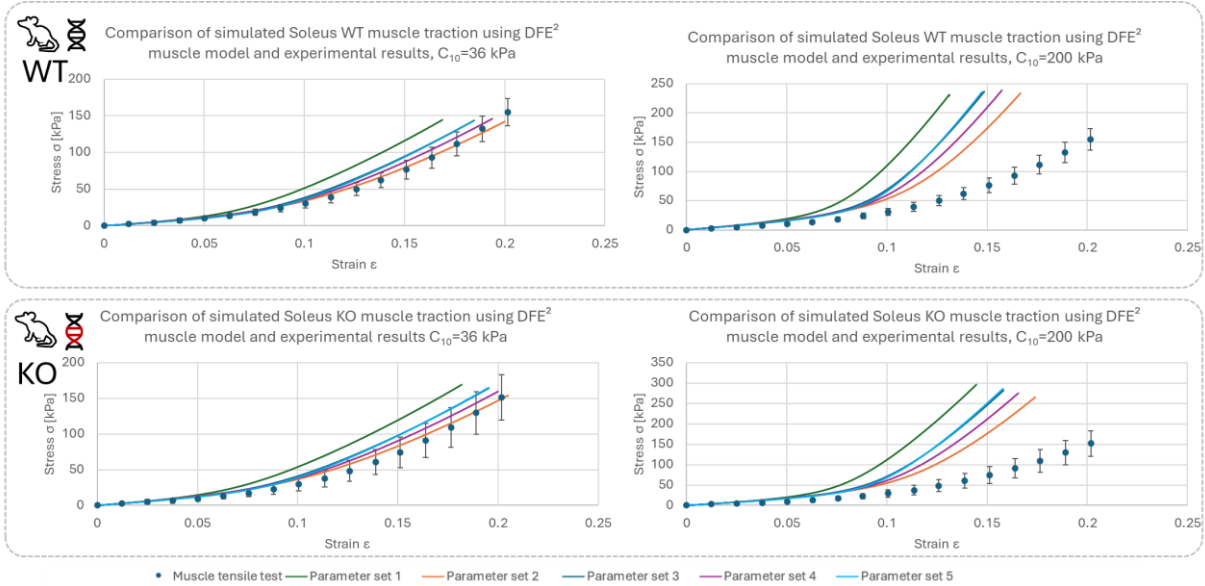 WT
Comparison of simulated Soleus WT muscle traction using DFE²
muscle model and experimental results, C₁₀=36 kPa
200
150
100
50
0
Stress σ [kPa]
0
0.05
0.1
0.15
0.2
0.25
Strain ε
Comparison of simulated Soleus WT muscle traction using DFE²
muscle model and experimental results, C₁₀=200 kPa
250
200
150
100
50
0
Stress σ [kPa]
0
0.05
0.1
0.15
0.2
0.25
Strain ε
KO
Comparison of simulated Soleus KO muscle traction using DFE²
muscle model and experimental results C₁₀=36 kPa
200
150
100
50
0
Stress σ [kPa]
0
0.05
0.1
0.15
0.2
0.25
Strain ε
Comparison of simulated Soleus KO muscle traction using DFE²
muscle model and experimental results, C₁₀=200 kPa
350
300
250
200
150
100
50
0
Stress σ [kPa]
0
0.05
0.1
0.15
0.2
0.25
Strain ε
Muscle tensile test
Parameter set 1
Parameter set 2
Parameter set 3
Parameter set 4
Parameter set 5